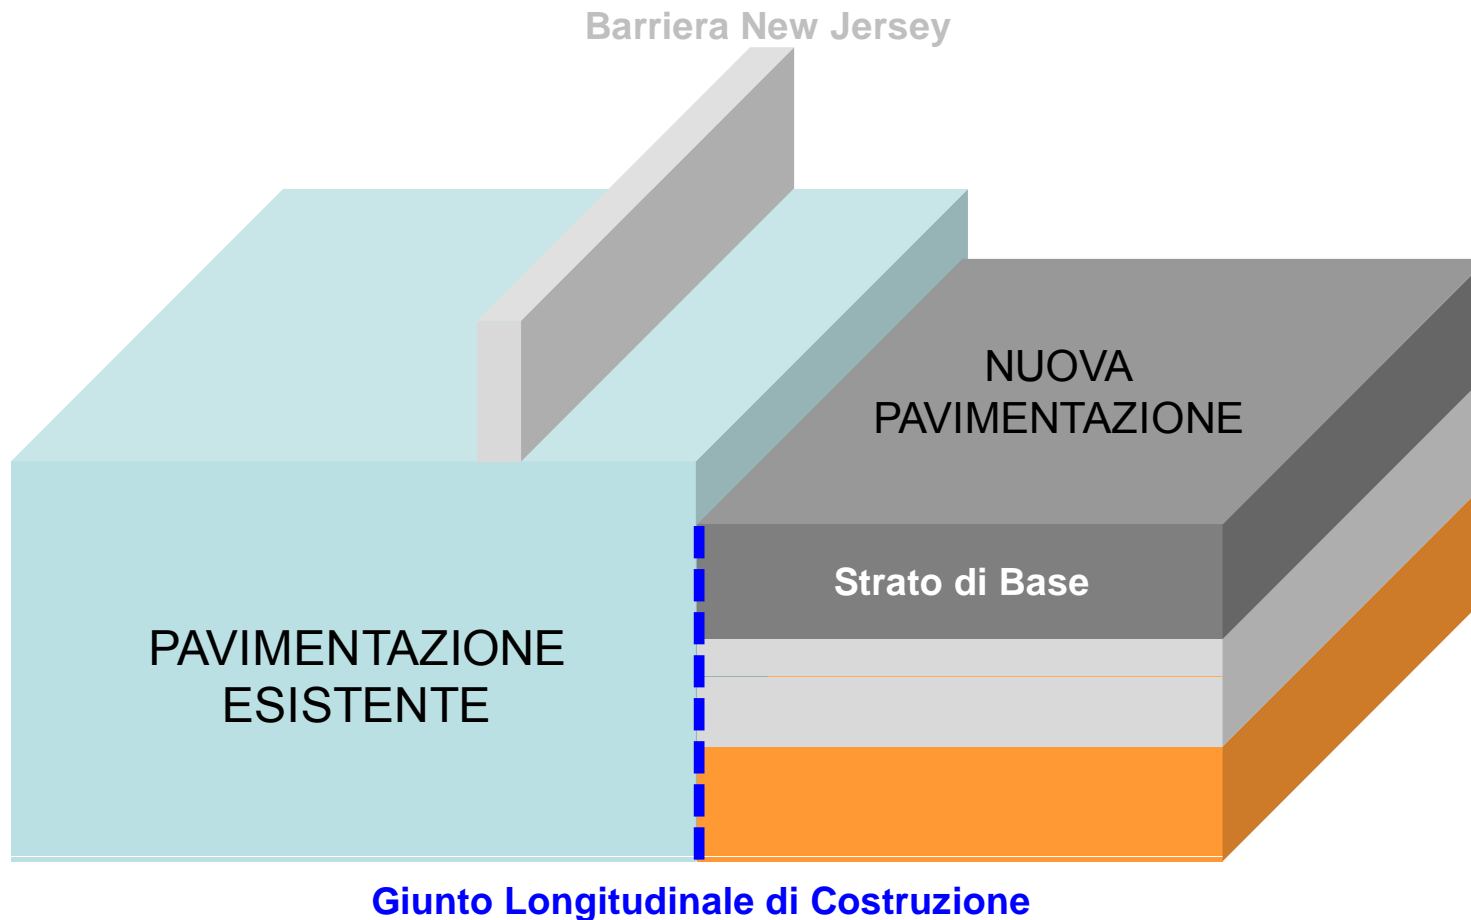 Barriera New Jersey
NUOVA
PAVIMENTAZIONE
Strato di Base
PAVIMENTAZIONE
ESISTENTE
Giunto Longitudinale di Costruzione